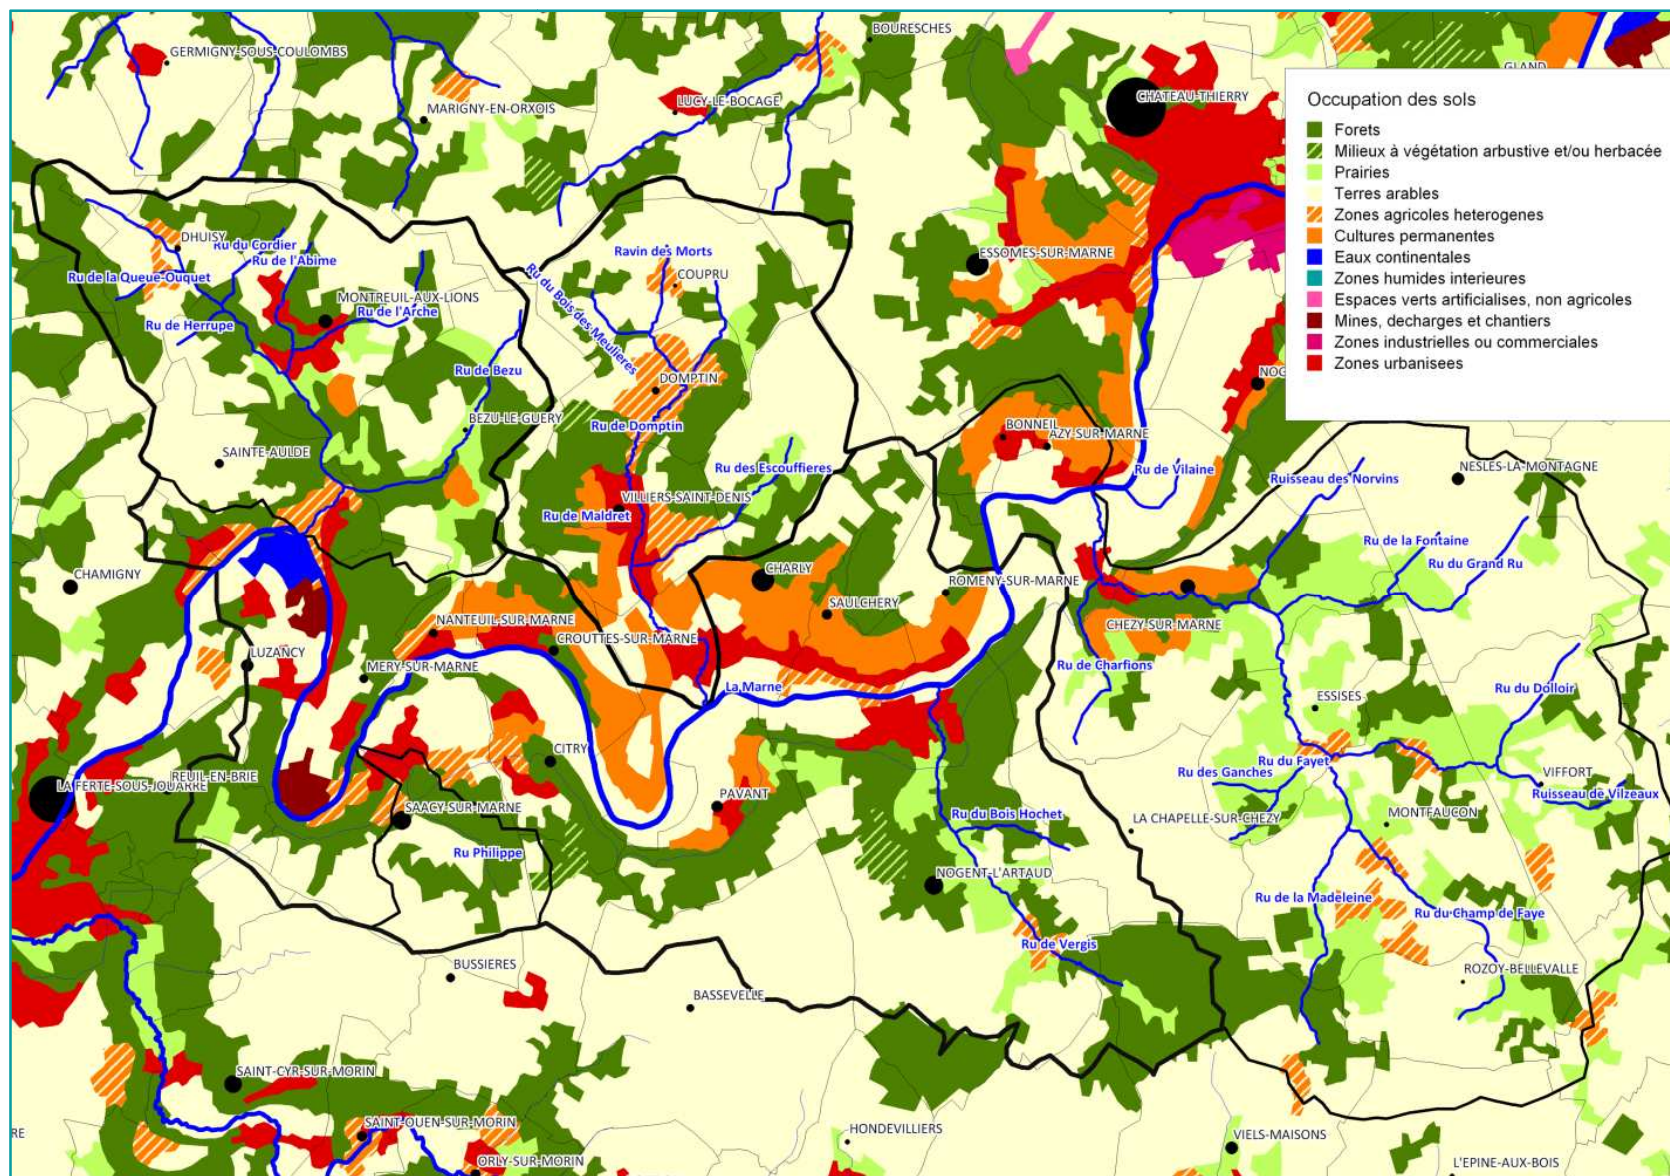 GERMIGNY-SOUS-COULOMBS
BOURESCHES
GLAND
MARIGNY-EN-ORXOIS
LUCY-LE-BOCAGE
CHATEAU-THIERRY
Occupation des sols
Forets
Milieux à végétation arbustive et/ou herbacée
Prairies
Terres arables
Zones agricoles heterogenes
Cultures permanentes
Eaux continentales
Zones humides interieures
Espaces verts artificialises, non agricoles
Mines, decharges et chantiers
Zones industrielles ou commerciales
Zones urbanisees
DHUISY
Ru du Cordier
Ru de l'Abime
Ru de la Queue-Ouquet
Ravin des Morts
COUPRU
ESSOMES-SUR-MARNE
MONTREUIL-AUX-LIONS
Ru de l'Arche
Ru de Herrupe
Ru du Bois des Meulieres
Ru de Bezu
DOMPTIN
NOG
BEZU-LE-GUERY
Ru de Domptin
BONNEIL
AZY-SUR-MARNE
SAINTE-AULDE
Ru des Escouffieres
Ru de Vilaine
Ruisseau des Norvins
NESLES-LA-MONTAGNE
VILLIERS-SAINT-DENIS
Ru de Maldret
Ru de la Fontaine
Ru du Grand Ru
CHAMIGNY
CHARLY
ROMENY-SUR-MARNE
SAULCHERY
NANTEUIL-SUR-MARNE
CROUTTES-SUR-MARNE
CHEZY-SUR-MARNE
LUZANCY
MERY-SUR-MARNE
Ru de Charfions
La Marne
Ru du Dolloir
ESSISES
CITRY
Ru du Fayet
Ru des Ganches
VIFFORT
REUIL-EN-BRIE
LA FERTE-SOUS-JOUARRE
Ruisseau de Vilzeaux
SAACY-SUR-MARNE
PAVANT
Ru du Bois Hochet
LA CHAPELLE-SUR-CHEZY
MONTFAUCON
Ru Philippe
NOGENT-L'ARTAUD
Ru de la Madeleine
Ru du Champ de Faye
Ru de Vergis
BUSSIERES
BASSEVELLE
ROZOY-BELLEVALLE
SAINT-CYR-SUR-MORIN
SAINT-OUEN-SUR-MORIN
RE
HONDEVILLIERS
VIELS-MAISONS
ORLY-SUR-MORIN
L'EPINE-AUX-BOIS